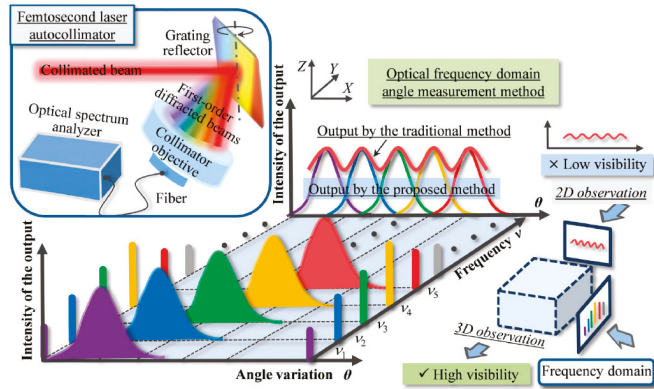 Femtosecond laser
autocollimator
Grating
reflector
Collimated beam
First-order
diffracted beams
Optical spectrum
analyzer
Collimator
objective
Fiber
Z
Y
X
Optical frequency domain
angle measurement method
Intensity of the output
Output by the traditional method
Output by the proposed method
θ
× Low visibility
2D observation
Intensity of the output
Frequency ν
ν₁
ν₂
ν₃
ν₄
ν₅
Angle variation θ
3D observation
✓ High visibility
Frequency domain